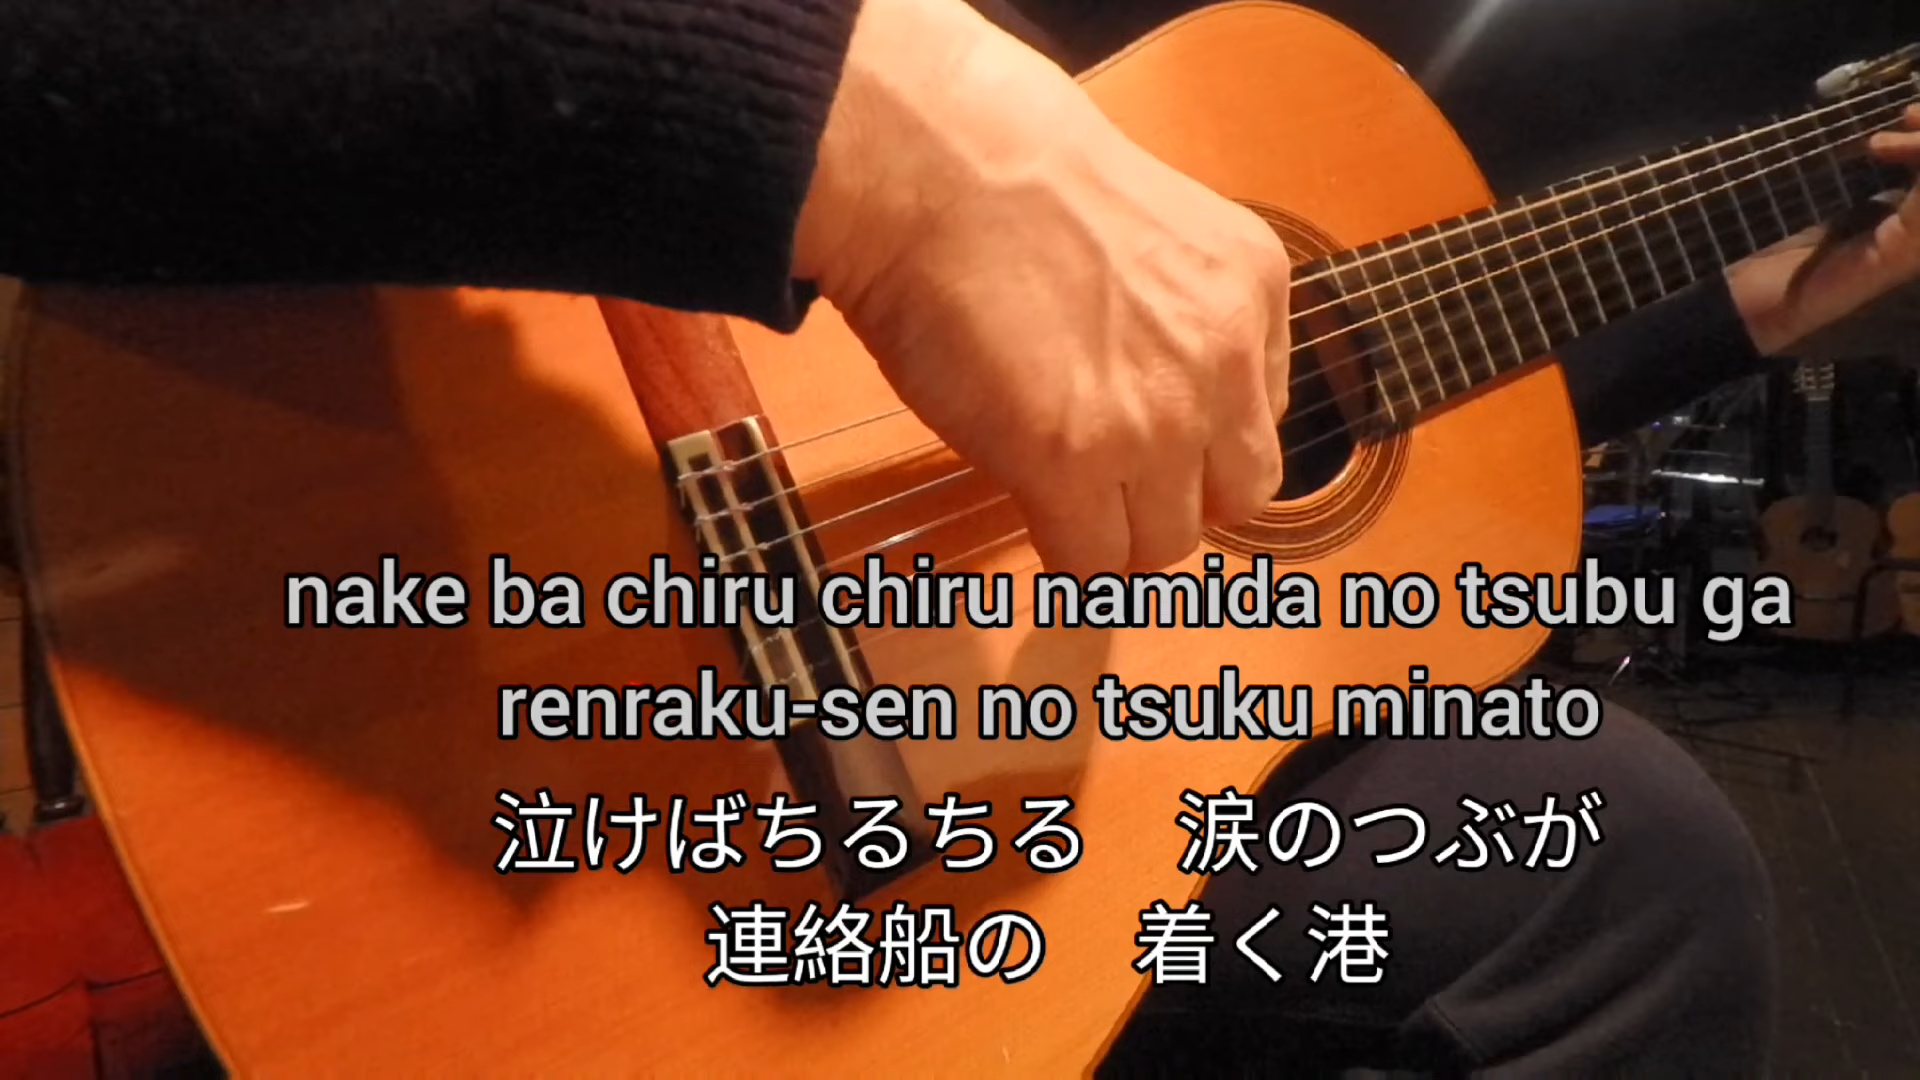 nake ba chiru chiru namida no tsubu ga
renraku-sen no tsuku minato
泣けばちるちる　涙のつぶが
連絡船の　着く港